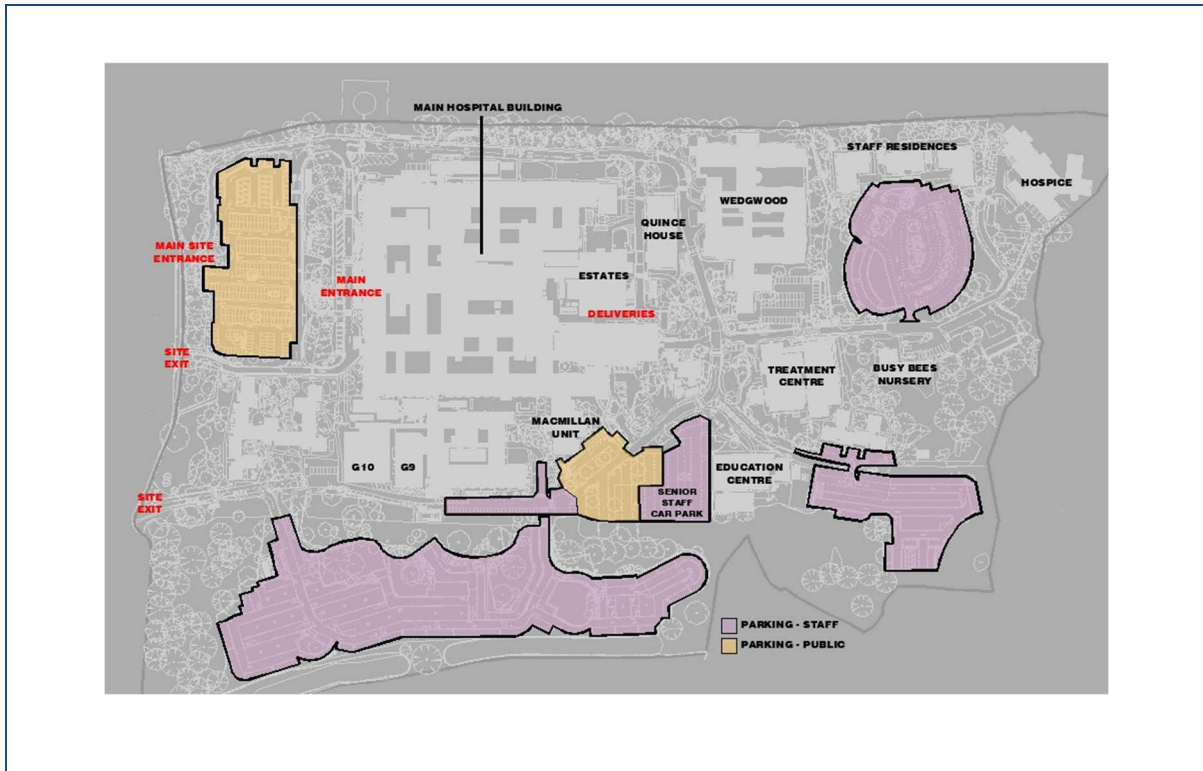 MAIN HOSPITAL BUILDING
STAFF RESIDENCES
HOSPICE
WEDGWOOD
QUINCE
HOUSE
MAIN SITE
ENTRANCE
ESTATES
MAIN
ENTRANCE
DELIVERIES
SITE
EXIT
TREATMENT
CENTRE
BUSY BEES
NURSERY
MACMILLAN
UNIT
G10
G9
EDUCATION
CENTRE
SENIOR
STAFF
CAR PARK
SITE
EXIT
PARKING - STAFF
PARKING - PUBLIC